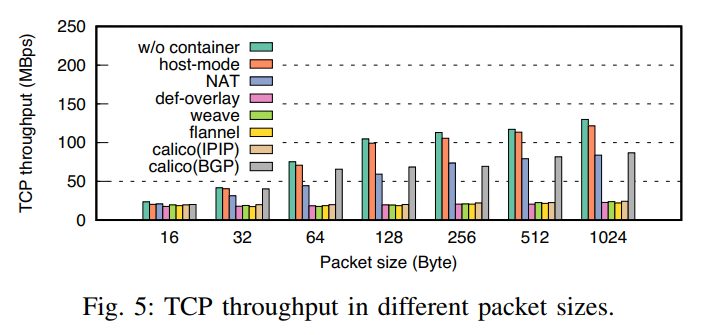 250
200
150
100
50
0
TCP throughput (MBps)
w/o container
host-mode
NAT
def-overlay
weave
flannel
calico(IPIP)
calico(BGP)
16 32 64 128 256 512 1024
Packet size (Byte)
Fig. 5: TCP throughput in different packet sizes.